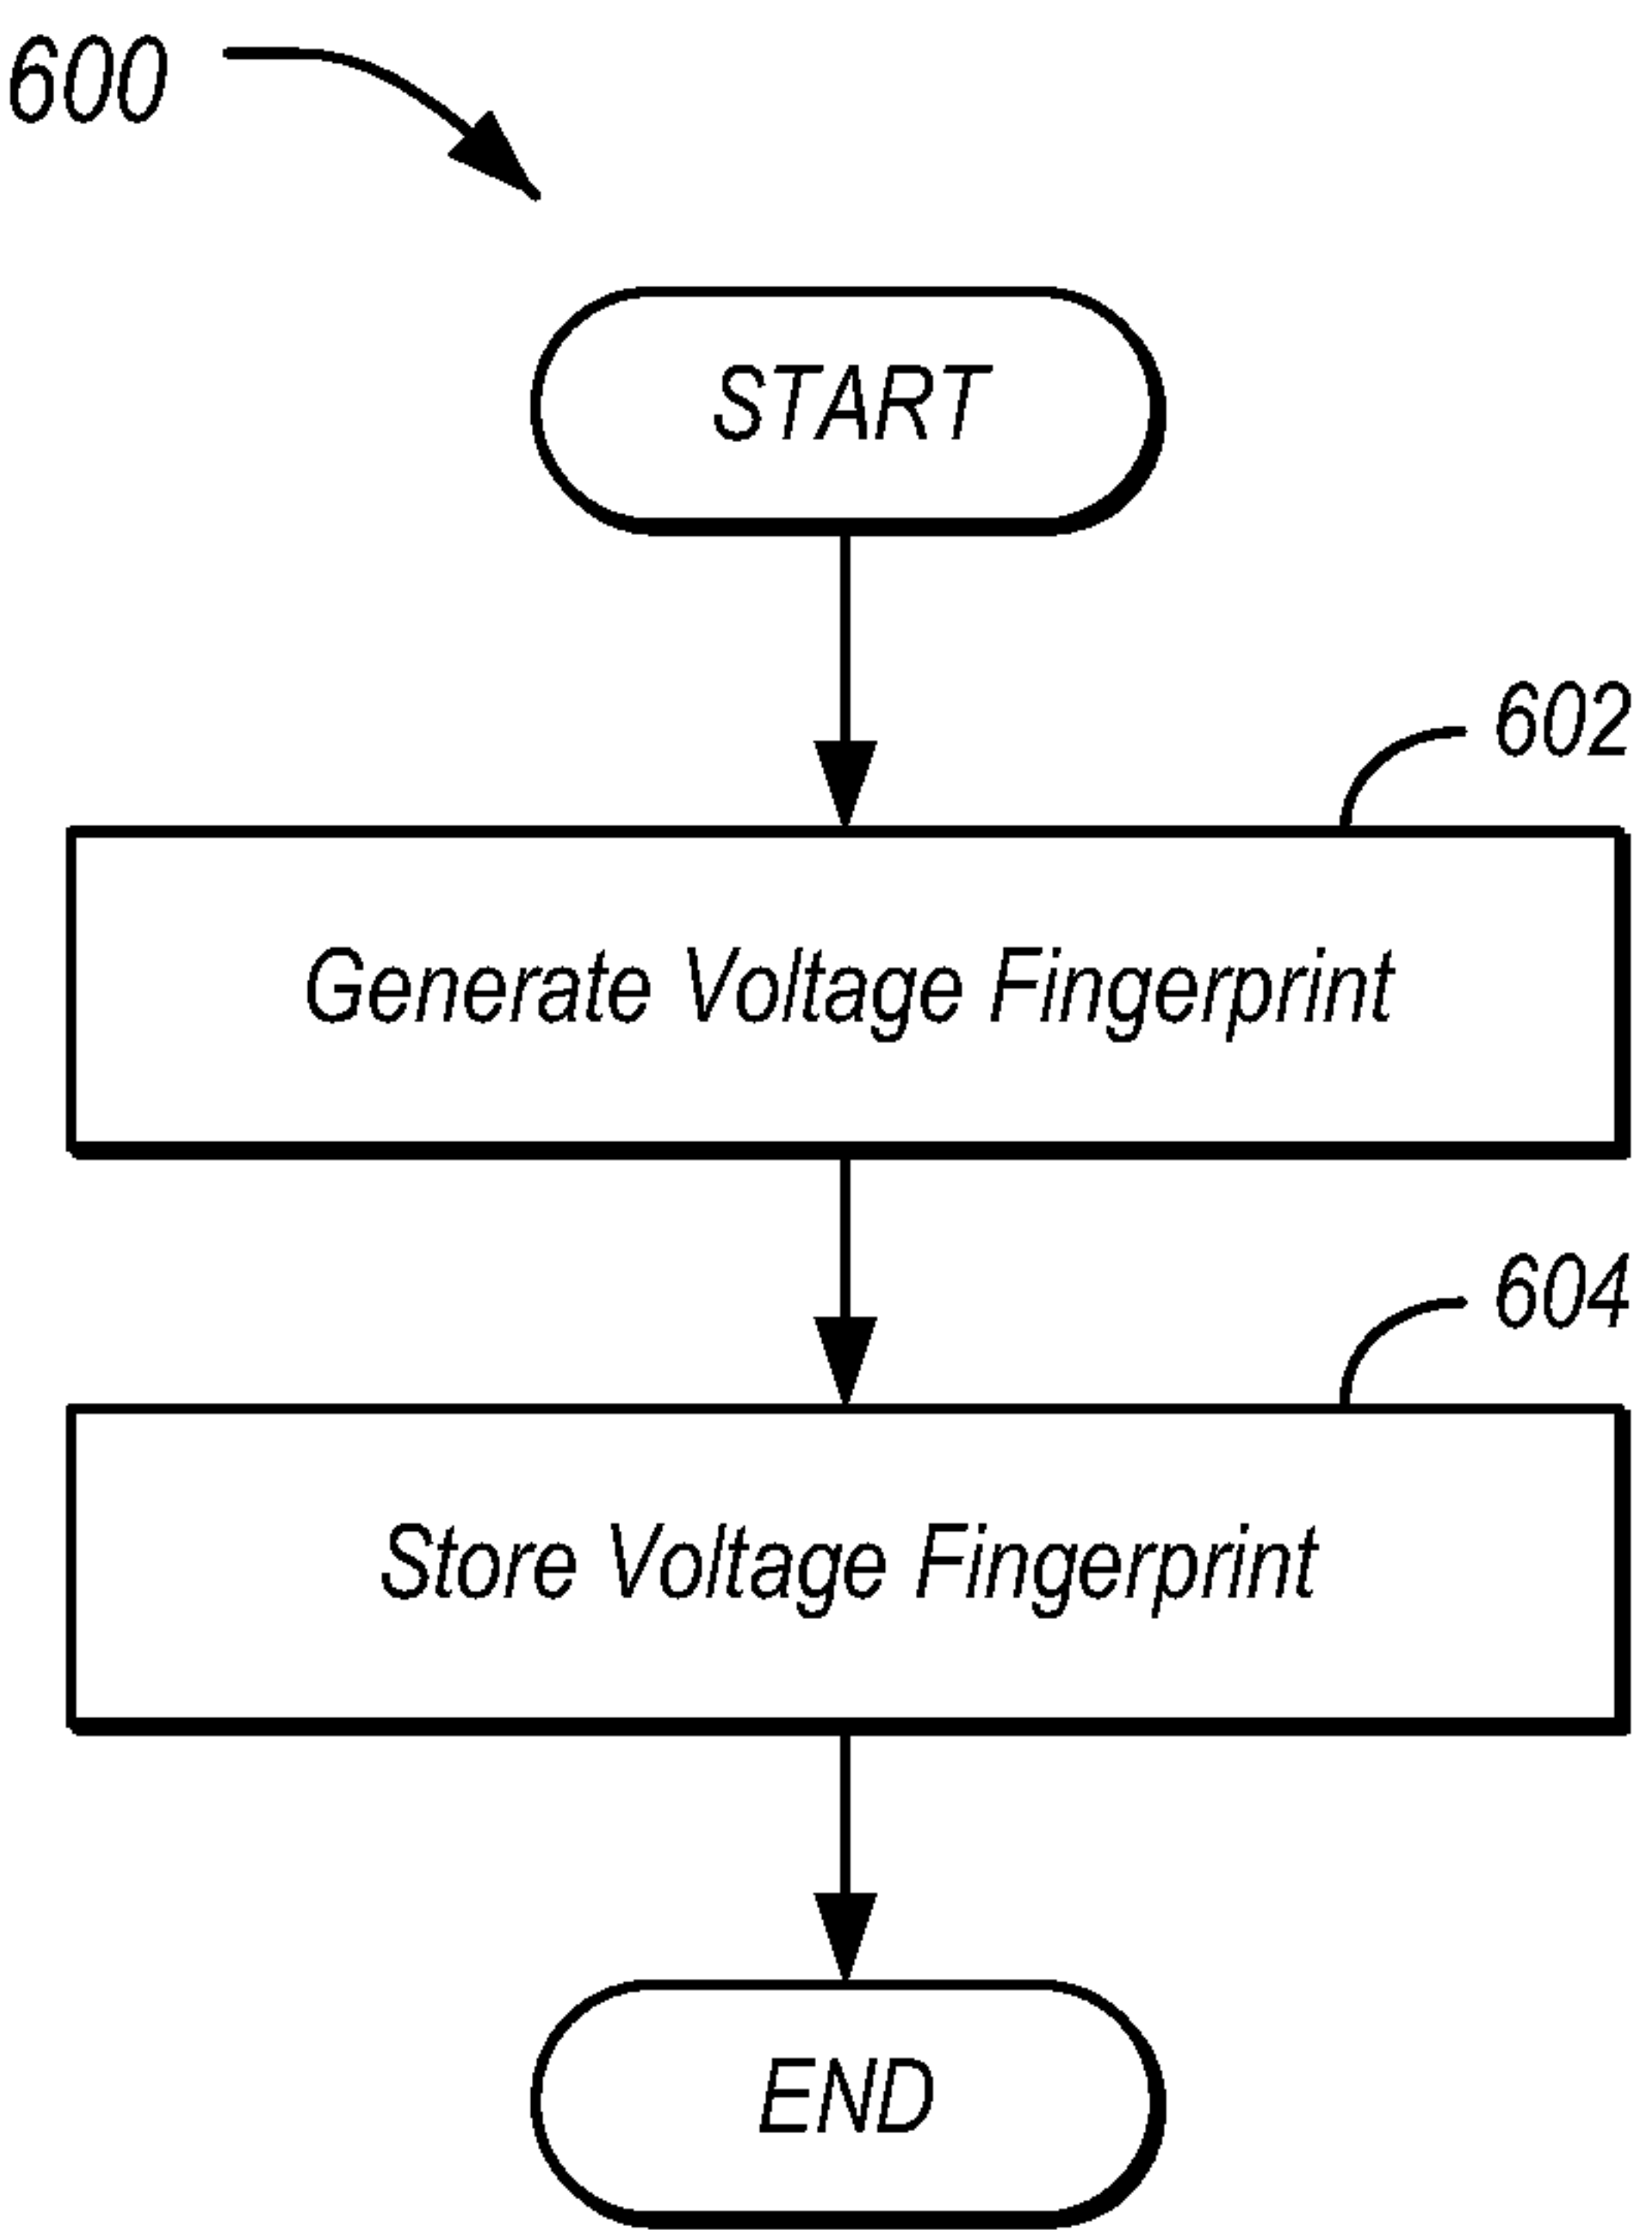 600
START
602
Generate Voltage Fingerprint
604
Store Voltage Fingerprint
END